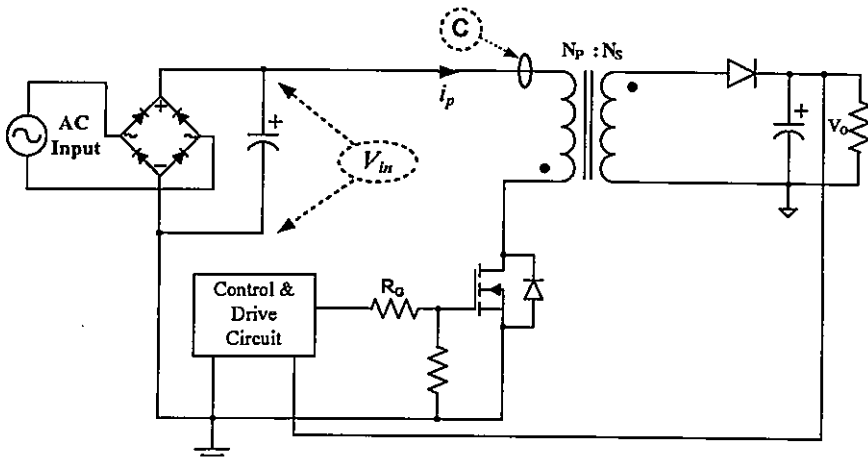 C
N_P : N_S
i_p
AC
Input
+
−
~
~
+
V_in
+
V_O
Control &
Drive
Circuit
R_G